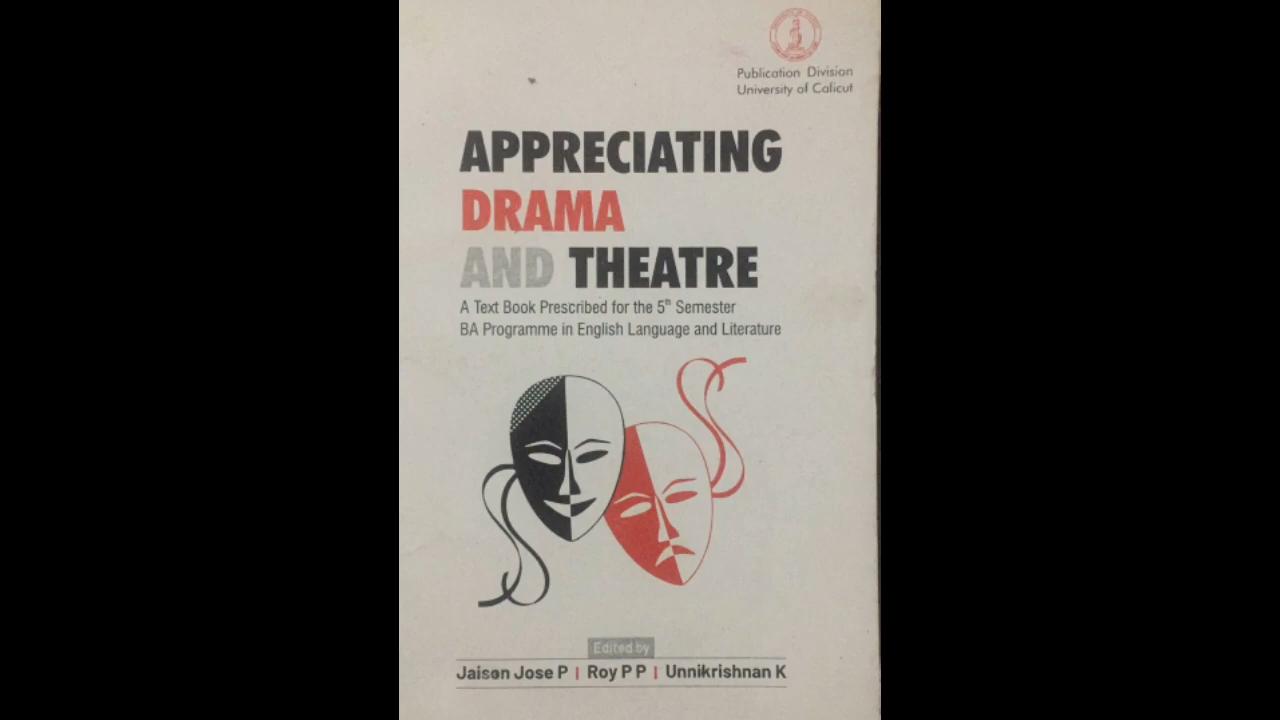 Publication Division
University of Calicut
APPRECIATING
DRAMA
AND THEATRE
A Text Book Prescribed for the 5th Semester
BA Programme in English Language and Literature
Edited by
Jaison Jose P | Roy P P | Unnikrishnan K